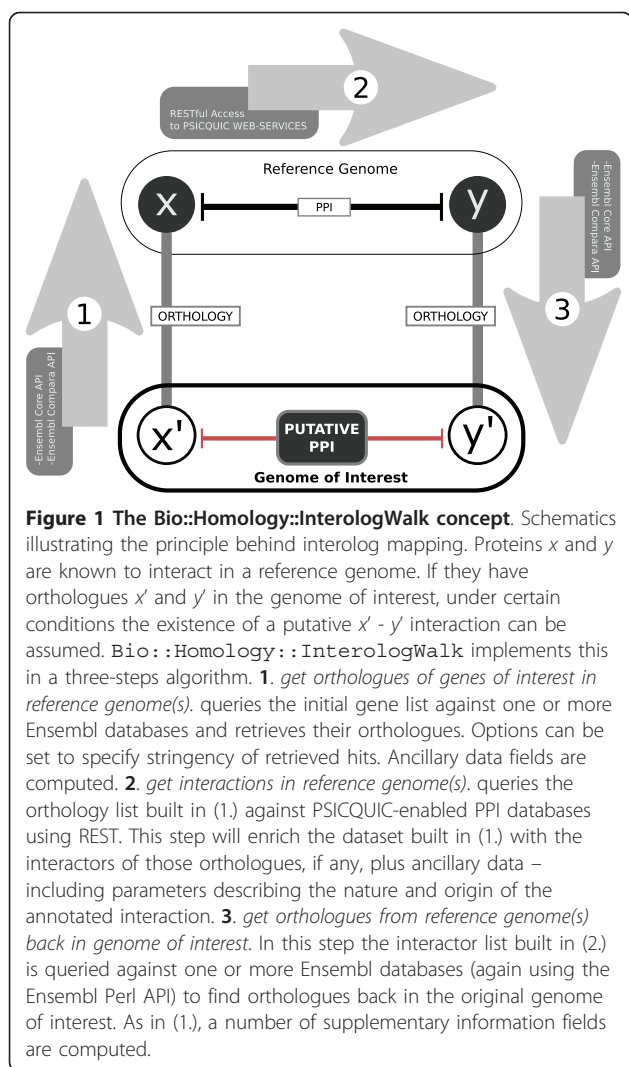 2
RESTful Access
to PSICQUIC WEB-SERVICES
Reference Genome
x
PPI
y
-Ensembl Core API
-Ensembl Compara API
1
ORTHOLOGY
ORTHOLOGY
3
-Ensembl Core API
-Ensembl Compara API
x'
PUTATIVE
PPI
y'
Genome of Interest
Figure 1 The Bio::Homology::InterologWalk concept. Schematics
illustrating the principle behind interolog mapping. Proteins x and y
are known to interact in a reference genome. If they have
orthologues x' and y' in the genome of interest, under certain
conditions the existence of a putative x' - y' interaction can be
assumed. Bio::Homology::InterologWalk implements this
in a three-steps algorithm. 1. get orthologues of genes of interest in
reference genome(s). queries the initial gene list against one or more
Ensembl databases and retrieves their orthologues. Options can be
set to specify stringency of retrieved hits. Ancillary data fields are
computed. 2. get interactions in reference genome(s). queries the
orthology list built in (1.) against PSICQUIC-enabled PPI databases
using REST. This step will enrich the dataset built in (1.) with the
interactors of those orthologues, if any, plus ancillary data –
including parameters describing the nature and origin of the
annotated interaction. 3. get orthologues from reference genome(s)
back in genome of interest. In this step the interactor list built in (2.)
is queried against one or more Ensembl databases (again using the
Ensembl Perl API) to find orthologues back in the original genome
of interest. As in (1.), a number of supplementary information fields
are computed.